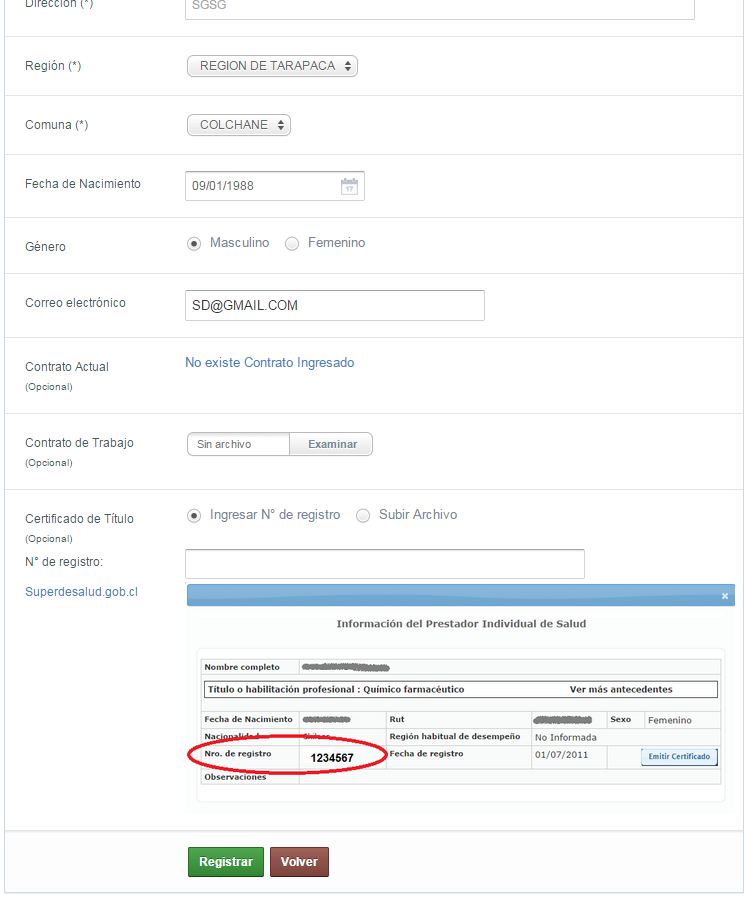 Dirección (*) SGSG
Región (*) REGION DE TARAPACA
Comuna (*) COLCHANE
Fecha de Nacimiento 09/01/1988 17
Género Masculino Femenino
Correo electrónico SD@GMAIL.COM
Contrato Actual No existe Contrato Ingresado
(Opcional)
Contrato de Trabajo Sin archivo Examinar
(Opcional)
Certificado de Título Ingresar N° de registro Subir Archivo
(Opcional)
N° de registro:
Superdesalud.gob.cl
×
Información del Prestador Individual de Salud
Nombre completo
Título o habilitación profesional : Químico farmacéutico Ver más antecedentes
Fecha de Nacimiento Rut Sexo Femenino
Nacionalidad Región habitual de desempeño No Informada
Nro. de registro 1234567 Fecha de registro 01/07/2011 Emitir Certificado
Observaciones
Registrar Volver